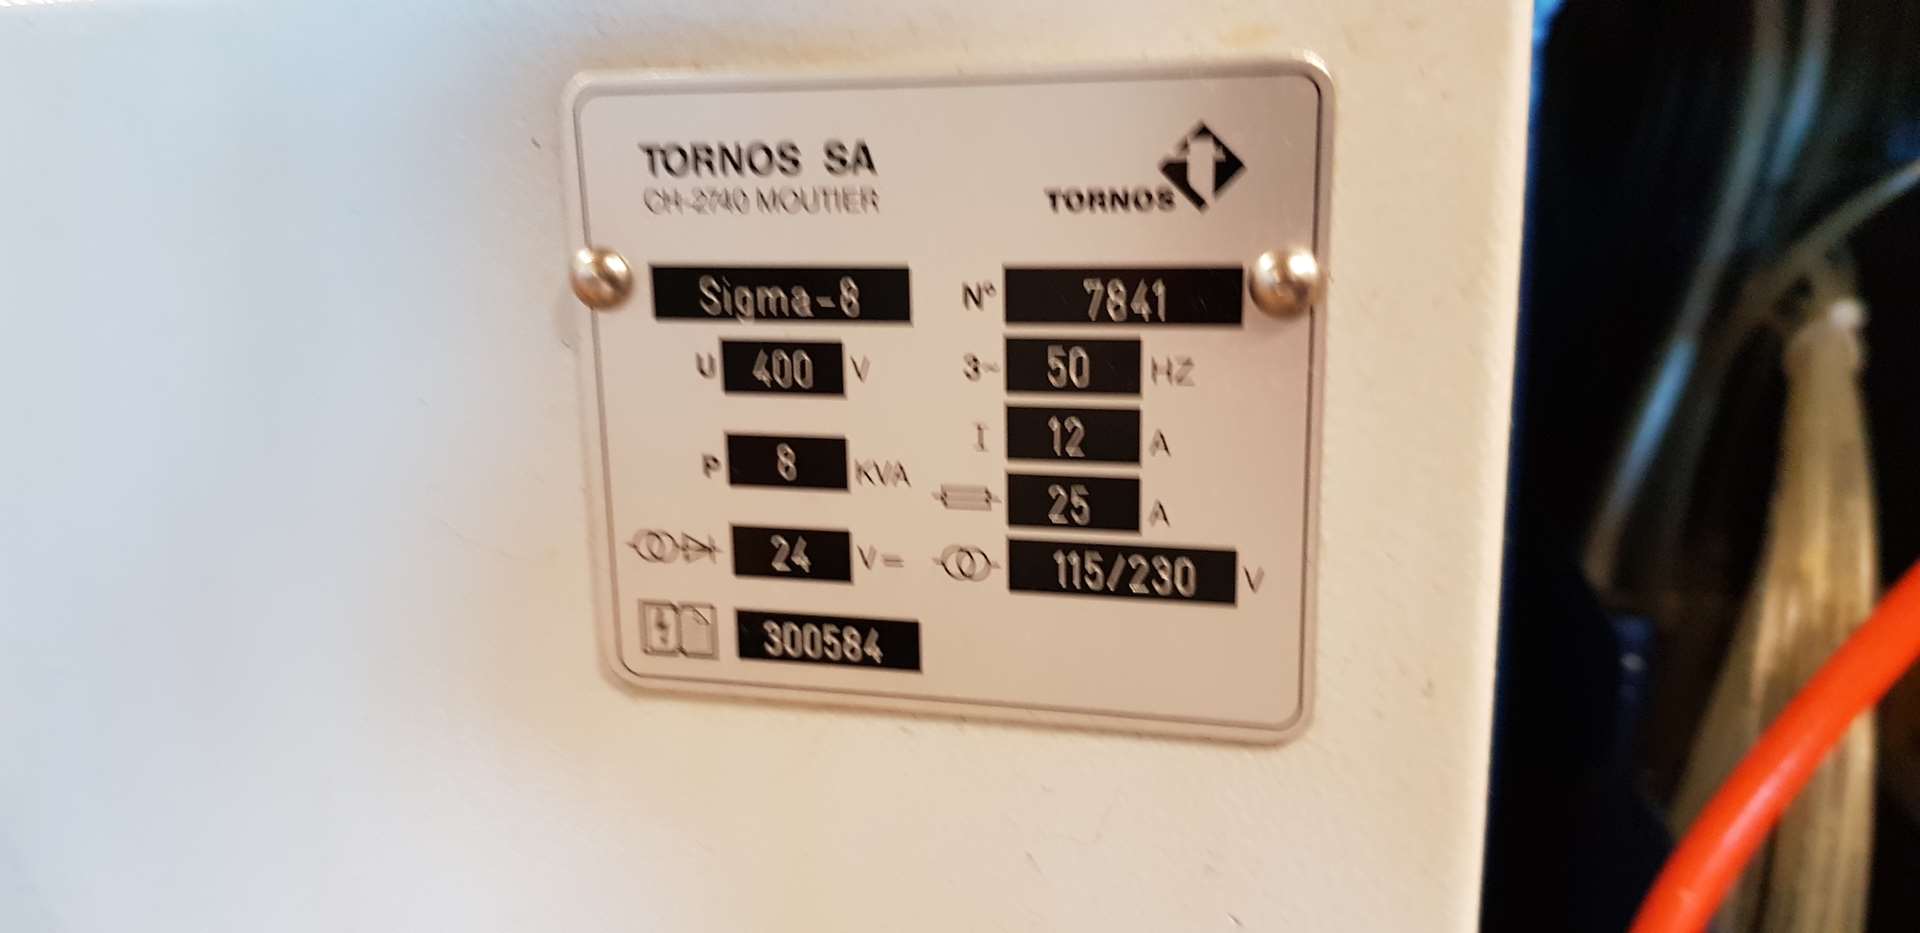 TORNOS SA
CH-2740 MOUTIER
TORNOS
Sigma-8 N° 7841
U 400 V 3~ 50 HZ
I 12 A
P 8 KVA
25 A
24 V= 115/230 V
300584